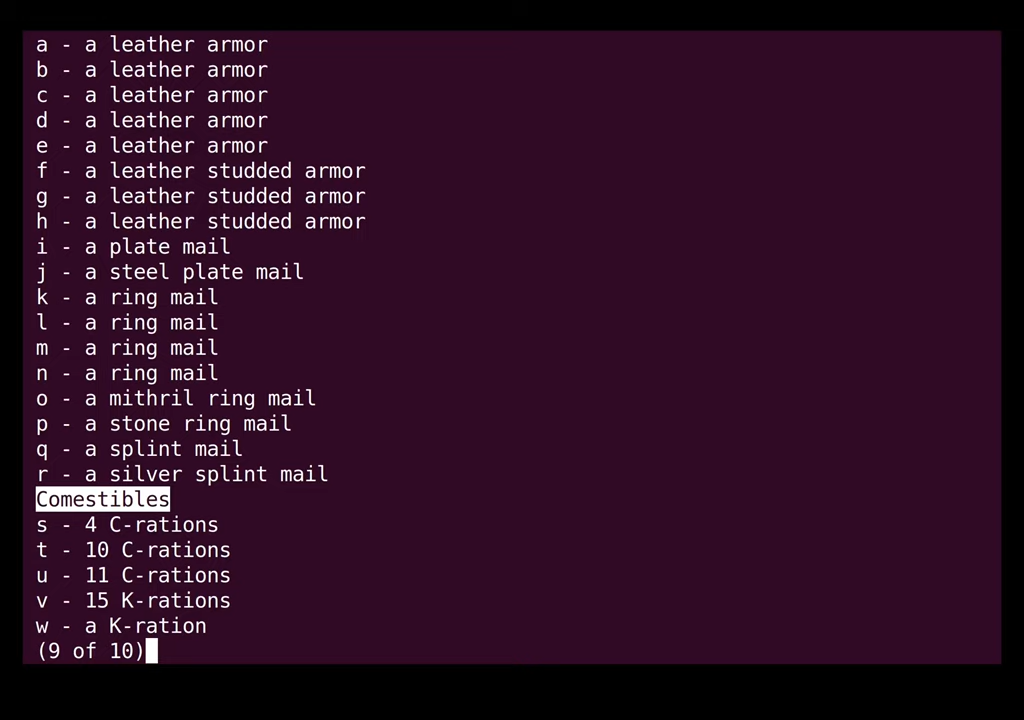 a - a leather armor
b - a leather armor
c - a leather armor
d - a leather armor
e - a leather armor
f - a leather studded armor
g - a leather studded armor
h - a leather studded armor
i - a plate mail
j - a steel plate mail
k - a ring mail
l - a ring mail
m - a ring mail
n - a ring mail
o - a mithril ring mail
p - a stone ring mail
q - a splint mail
r - a silver splint mail
Comestibles
s - 4 C-rations
t - 10 C-rations
u - 11 C-rations
v - 15 K-rations
w - a K-ration
(9 of 10)